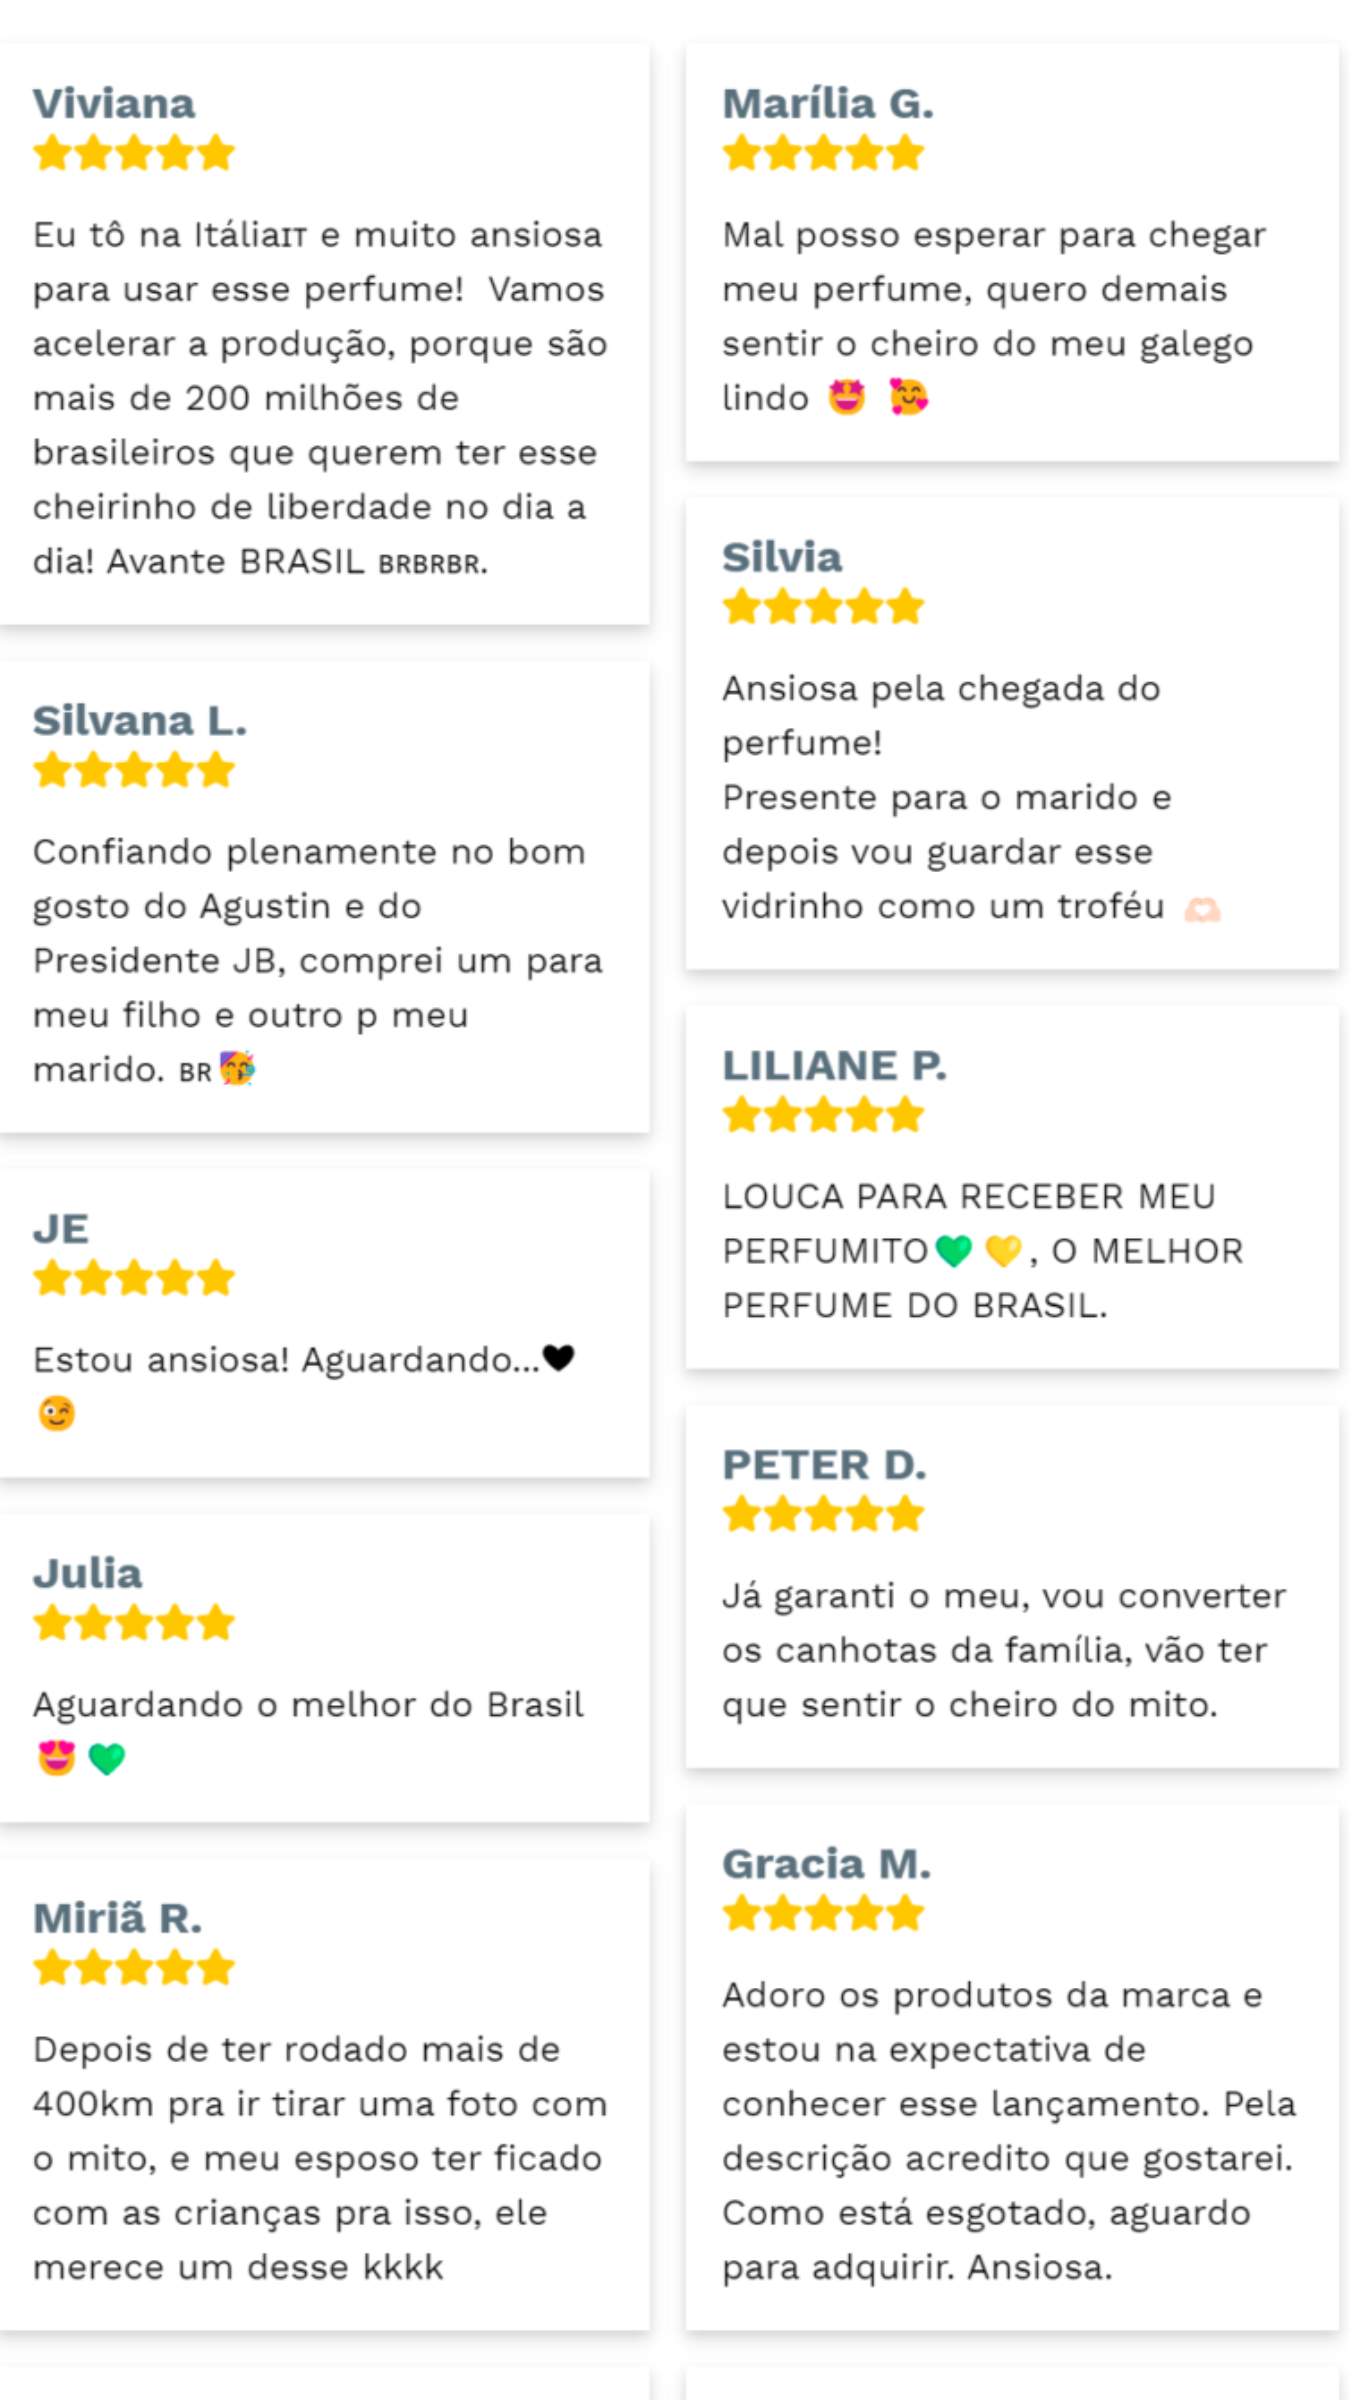 Viviana
Eu tô na Itália🇮🇹 e muito ansiosa
para usar esse perfume! Vamos
acelerar a produção, porque são
mais de 200 milhões de
brasileiros que querem ter esse
cheirinho de liberdade no dia a
dia! Avante BRASIL 🇧🇷🇧🇷🇧🇷.
Silvana L.
Confiando plenamente no bom
gosto do Agustin e do
Presidente JB, comprei um para
meu filho e outro p meu
marido. 🇧🇷🥳
JE
Estou ansiosa! Aguardando...🖤
😉
Julia
Aguardando o melhor do Brasil
😍💚
Miriã R.
Depois de ter rodado mais de
400km pra ir tirar uma foto com
o mito, e meu esposo ter ficado
com as crianças pra isso, ele
merece um desse kkkk
Marília G.
Mal posso esperar para chegar
meu perfume, quero demais
sentir o cheiro do meu galego
lindo 🤩 🥰
Silvia
Ansiosa pela chegada do
perfume!
Presente para o marido e
depois vou guardar esse
vidrinho como um troféu 🫶🏻
LILIANE P.
LOUCA PARA RECEBER MEU
PERFUMITO💚💛, O MELHOR
PERFUME DO BRASIL.
PETER D.
Já garanti o meu, vou converter
os canhotas da família, vão ter
que sentir o cheiro do mito.
Gracia M.
Adoro os produtos da marca e
estou na expectativa de
conhecer esse lançamento. Pela
descrição acredito que gostarei.
Como está esgotado, aguardo
para adquirir. Ansiosa.